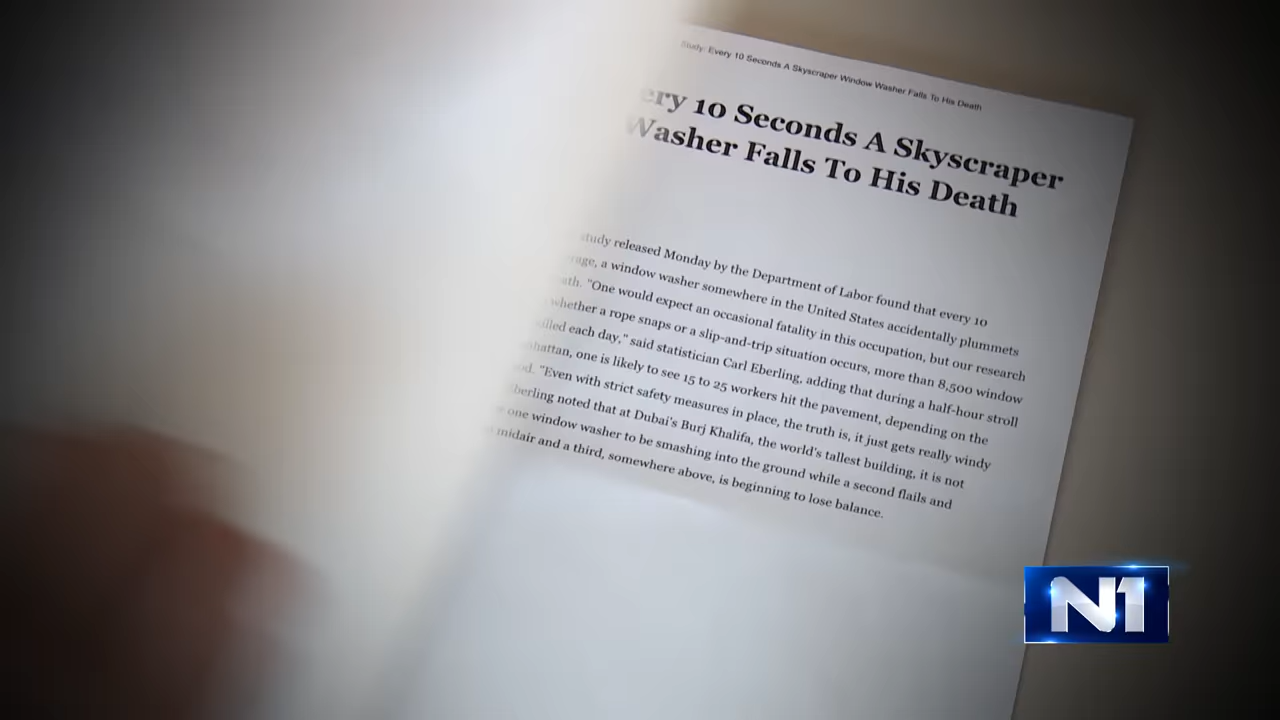 Study: Every 10 Seconds A Skyscraper Window Washer Falls To His Death
10 Seconds A Skyscraper
Washer Falls To His Death
study released Monday by the Department of Labor found that every 10
a window washer somewhere in the United States accidentally plummets
"One would expect an occasional fatality in this occupation, but our research
whether a rope snaps or a slip-and-trip situation occurs, more than 8,500 window
each day," said statistician Carl Eberling, adding that during a half-hour stroll
one is likely to see 15 to 25 workers hit the pavement, depending on the
"Even with strict safety measures in place, the truth is, it just gets really windy
noted that at Dubai's Burj Khalifa, the world's tallest building, it is not
one window washer to be smashing into the ground while a second flails and
midair and a third, somewhere above, is beginning to lose balance.
N1